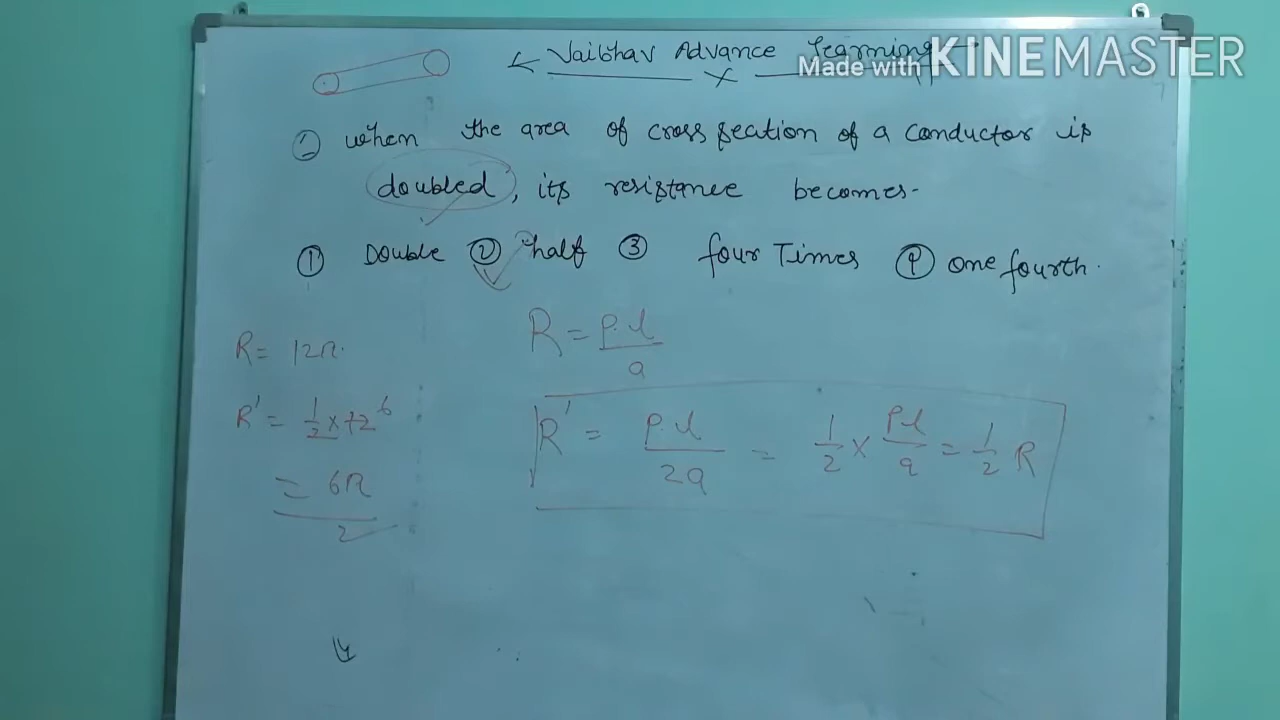 Vaibhav Advance Learning
Made with KINEMASTER
① When the area of cross section of a conductor is
doubled, its resistance becomes-
① Double ② half ③ four Times ④ one fourth.
R = ρ.l / a
R = 12Ω.
R' = ρ.l / 2a = 1/2 × ρl / a = 1/2 R
R' = 1/2 × 12 6
= 6Ω